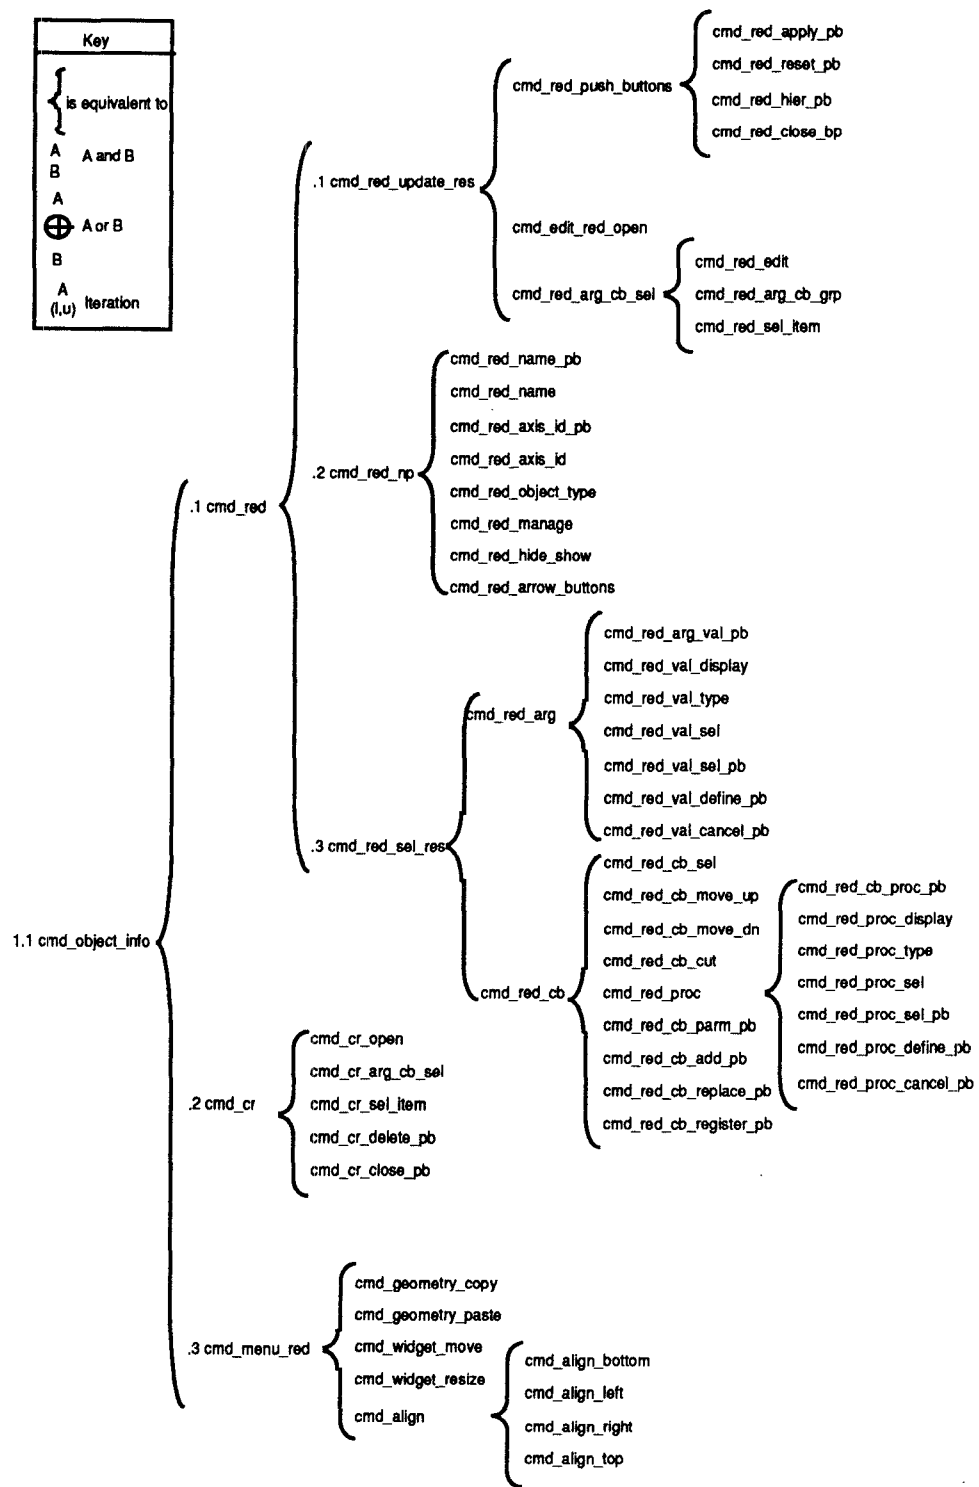 Key
is equivalent to
A
B
A and B
A
A or B
B
A
(l,u)
Iteration
1.1 cmd_object_info
.1 cmd_red
.1 cmd_red_update_res
cmd_red_push_buttons
cmd_red_apply_pb
cmd_red_reset_pb
cmd_red_hier_pb
cmd_red_close_bp
cmd_edit_red_open
cmd_red_arg_cb_sel
cmd_red_edit
cmd_red_arg_cb_grp
cmd_red_sel_item
.2 cmd_red_np
cmd_red_name_pb
cmd_red_name
cmd_red_axis_id_pb
cmd_red_axis_id
cmd_red_object_type
cmd_red_manage
cmd_red_hide_show
cmd_red_arrow_buttons
.3 cmd_red_sel_res
cmd_red_arg
cmd_red_arg_val_pb
cmd_red_val_display
cmd_red_val_type
cmd_red_val_sel
cmd_red_val_sel_pb
cmd_red_val_define_pb
cmd_red_val_cancel_pb
cmd_red_cb
cmd_red_cb_sel
cmd_red_cb_move_up
cmd_red_cb_move_dn
cmd_red_cb_cut
cmd_red_proc
cmd_red_cb_proc_pb
cmd_red_proc_display
cmd_red_proc_type
cmd_red_proc_sel
cmd_red_proc_sel_pb
cmd_red_proc_define_pb
cmd_red_proc_cancel_pb
cmd_red_cb_parm_pb
cmd_red_cb_add_pb
cmd_red_cb_replace_pb
cmd_red_cb_register_pb
.2 cmd_cr
cmd_cr_open
cmd_cr_arg_cb_sel
cmd_cr_sel_item
cmd_cr_delete_pb
cmd_cr_close_pb
.3 cmd_menu_red
cmd_geometry_copy
cmd_geometry_paste
cmd_widget_move
cmd_widget_resize
cmd_align
cmd_align_bottom
cmd_align_left
cmd_align_right
cmd_align_top